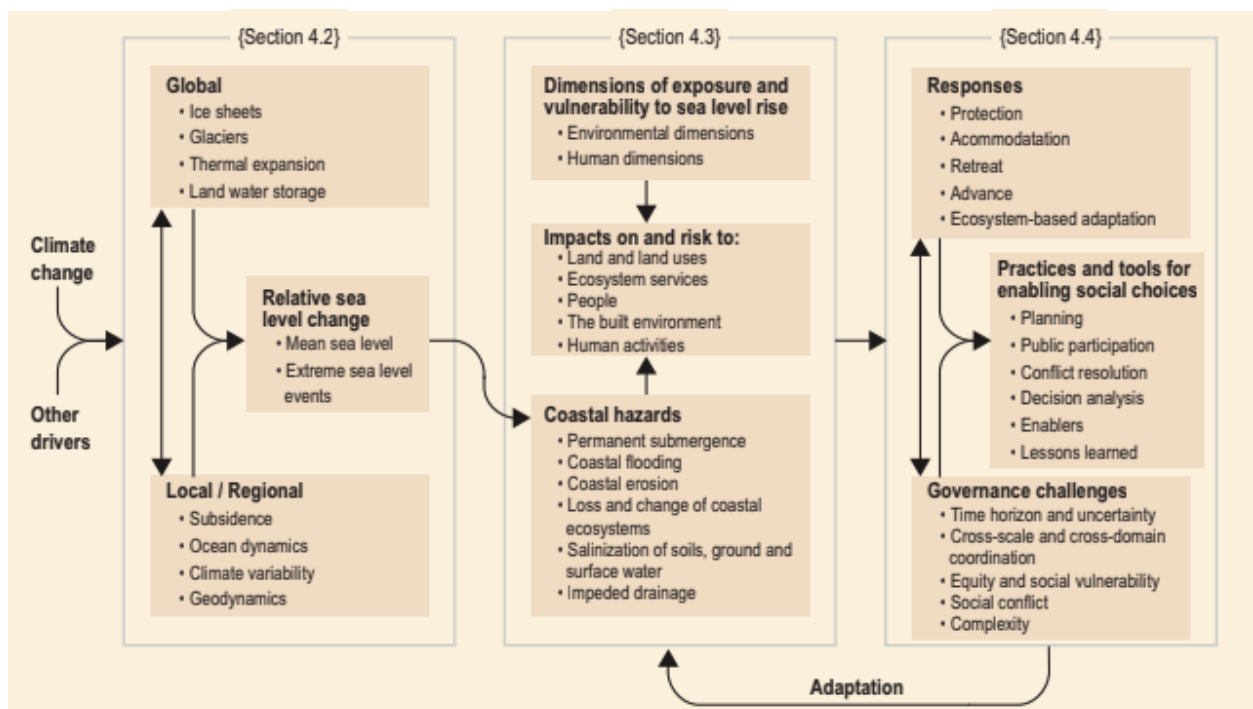 {Section 4.2}
Global
• Ice sheets
• Glaciers
• Thermal expansion
• Land water storage
Climate
change
Other
drivers
Relative sea
level change
• Mean sea level
• Extreme sea level
events
Local / Regional
• Subsidence
• Ocean dynamics
• Climate variability
• Geodynamics
{Section 4.3}
Dimensions of exposure and
vulnerability to sea level rise
• Environmental dimensions
• Human dimensions
Impacts on and risk to:
• Land and land uses
• Ecosystem services
• People
• The built environment
• Human activities
Coastal hazards
• Permanent submergence
• Coastal flooding
• Coastal erosion
• Loss and change of coastal
ecosystems
• Salinization of soils, ground and
surface water
• Impeded drainage
{Section 4.4}
Responses
• Protection
• Acommodatation
• Retreat
• Advance
• Ecosystem-based adaptation
Practices and tools for
enabling social choices
• Planning
• Public participation
• Conflict resolution
• Decision analysis
• Enablers
• Lessons learned
Governance challenges
• Time horizon and uncertainty
• Cross-scale and cross-domain
coordination
• Equity and social vulnerability
• Social conflict
• Complexity
Adaptation